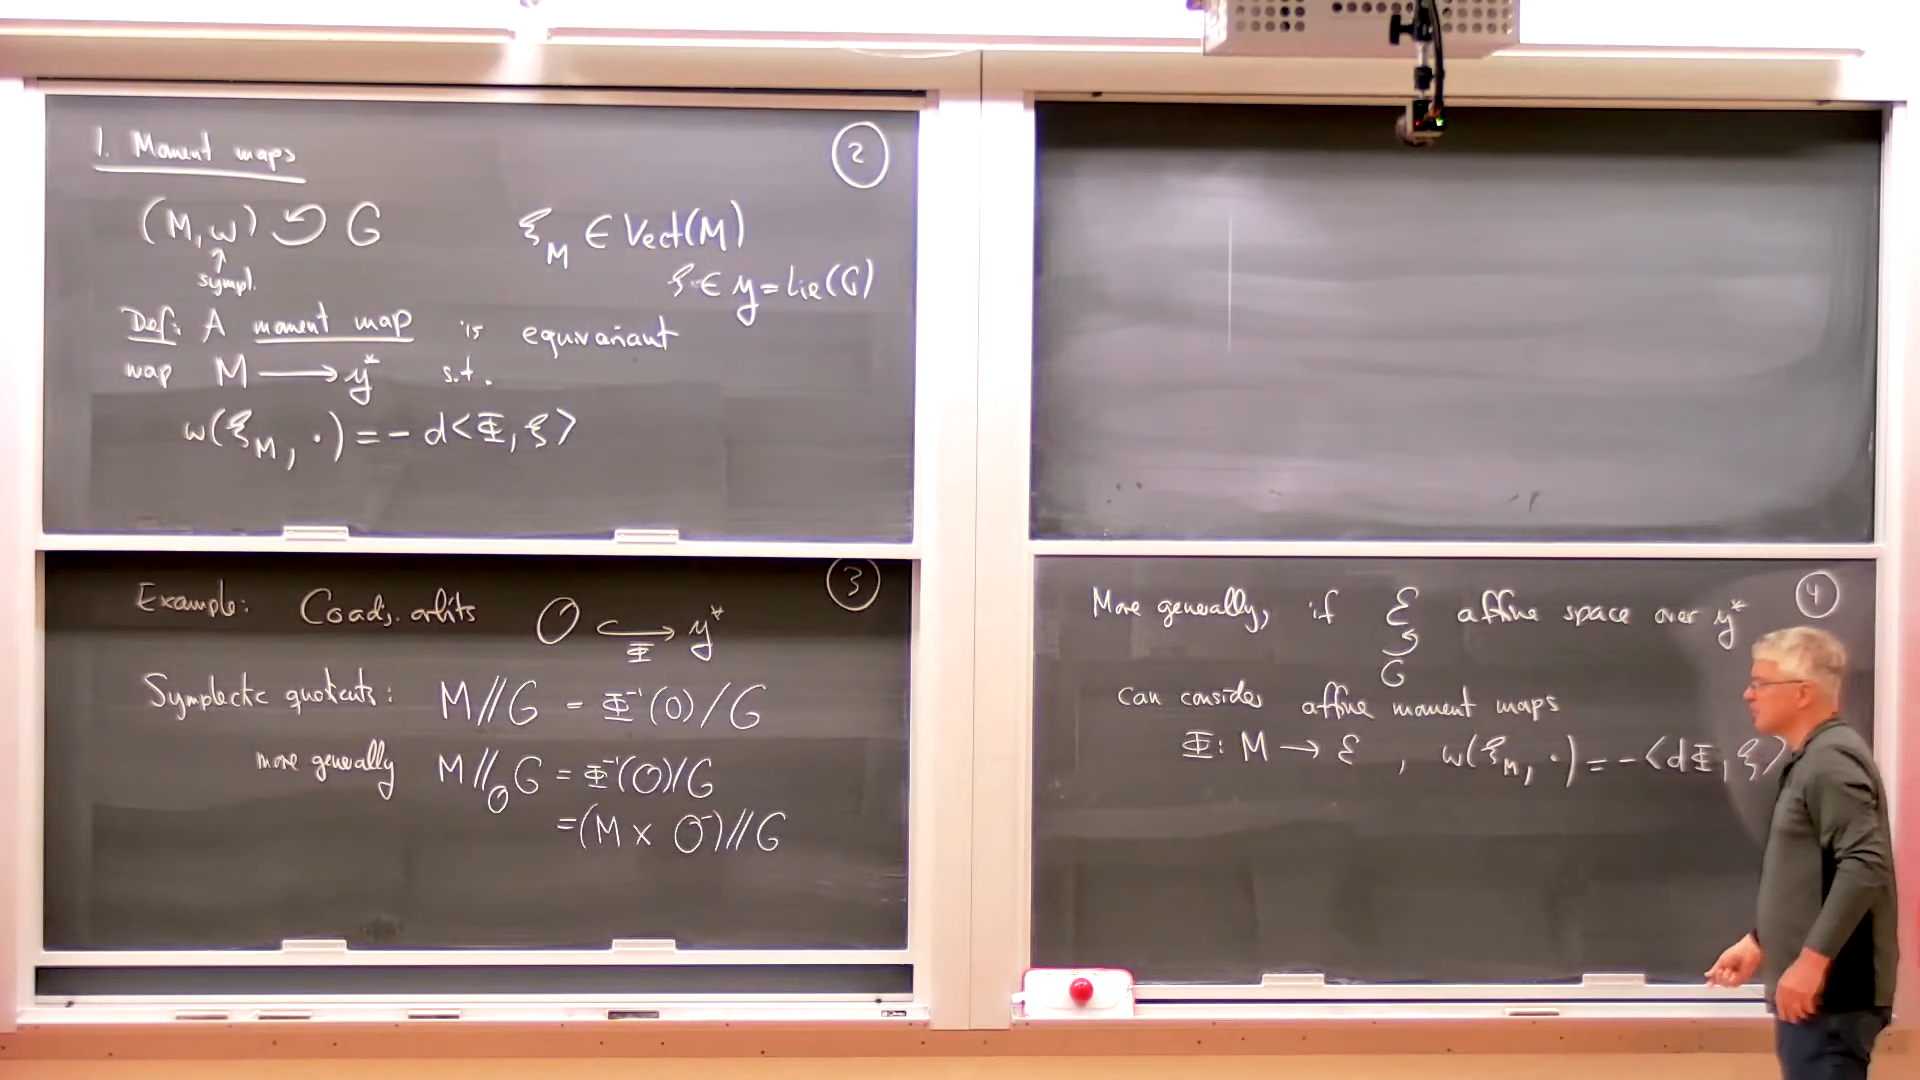 1. Moment maps
②
(M, ω) ↺ G
↑
sympl.
ξ_M ∈ Vect(M)
ξ ∈ 𝔤 = Lie(G)
Def: A moment map is equivariant
map M ⟶ 𝔤* s.t.
ω(ξ_M, ·) = - d<Φ, ξ>
③
Example: Coadj. orbits O ↪ 𝔤*
Φ
Symplectic quotients: M//G = Φ⁻¹(0)/G
more generally M//_O G = Φ⁻¹(O)/G
= (M x O⁻)//G
④
More generally, if ℰ affine space over 𝔤*
↺
G
can consider affine moment maps
Φ: M → ℰ , ω(ξ_M, ·) = - <dΦ, ξ>